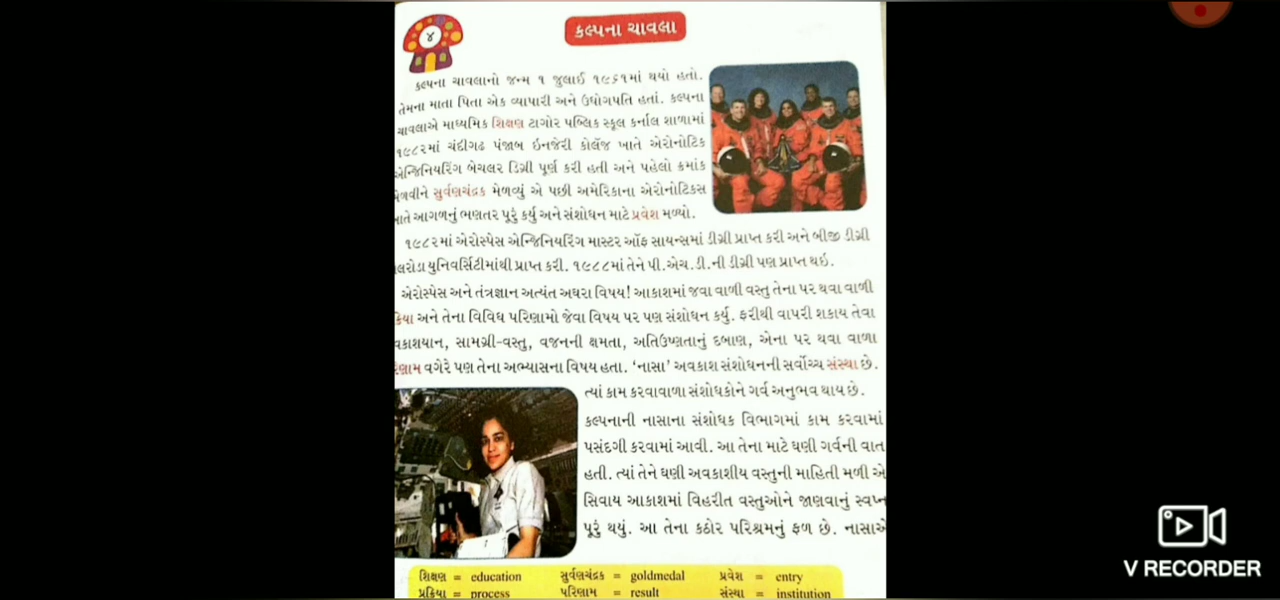 ૪
કલ્પના ચાવલા
કલ્પના ચાવલાનો જન્મ ૧ જુલાઈ ૧૯૬૧માં થયો હતો.
તેમના માતા પિતા એક વ્યાપારી અને ઉદ્યોગપતિ હતાં. કલ્પના
ચાવલાએ માધ્યમિક શિક્ષણ ટાગોર પબ્લિક સ્કૂલ કર્નાલ શાળામાં
૧૯૮૨માં ચંદીગઢ પંજાબ ઇનજેરી કોલેંજ ખાતે એરોનોટિક
એન્જિનિયરિંગ બેચલર ડિગ્રી પૂર્ણ કરી હતી અને પહેલો ક્રમાંક
મેળવીને સુર્વણચંદ્રક મેળવ્યું એ પછી અમેરિકાના એરોનોટિક્સ
ખાતે આગળનું ભણતર પૂરું કર્યુ અને સંશોધન માટે પ્રવેશ મળ્યો.
૧૯૮૨માં એરોસ્પેસ એન્જિનિયરિંગ માસ્ટર ઑફ સાયન્સમાં ડીગ્રી પ્રાપ્ત કરી અને બીજી ડીગ્રી
લરોડા યુનિવર્સિટીમાંથી પ્રાપ્ત કરી. ૧૯૮૮માં તેને પી.એચ.ડી.ની ડીગ્રી પણ પ્રાપ્ત થઇ.
એરોસ્પેસ અને તંત્રજ્ઞાન અત્યંત અઘરા વિષય! આકાશમાં જવા વાળી વસ્તુ તેના પર થવા વાળી
ક્રિયા અને તેના વિવિધ પરિણામો જેવા વિષય પર પણ સંશોધન કર્યુ. ફરીથી વાપરી શકાય તેવા
વકાશયાન, સામગ્રી-વસ્તુ, વજનની ક્ષમતા, અતિઉષ્ણતાનું દબાણ, એના પર થવા વાળા
રિણામ વગેરે પણ તેના અભ્યાસના વિષય હતા. ‘નાસા’ અવકાશ સંશોધનની સર્વોચ્ચ સંસ્થા છે.
ત્યાં કામ કરવાવાળા સંશોધકોને ગર્વ અનુભવ થાય છે.
કલ્પનાની નાસાના સંશોધક વિભાગમાં કામ કરવામાં
પસંદગી કરવામાં આવી. આ તેના માટે ઘણી ગર્વની વાત
હતી. ત્યાં તેને ઘણી અવકાશીય વસ્તુની માહિતી મળી એ
સિવાય આકાશમાં વિહરીત વસ્તુઓને જાણવાનું સ્વપ્ન
પૂરું થયું. આ તેના કઠોર પરિશ્રમનું ફળ છે. નાસાએ
શિક્ષણ = education સુર્વણચંદ્રક = goldmedal પ્રવેશ = entry
પ્રક્રિયા = process પરિણામ = result સંસ્થા = institution
V RECORDER